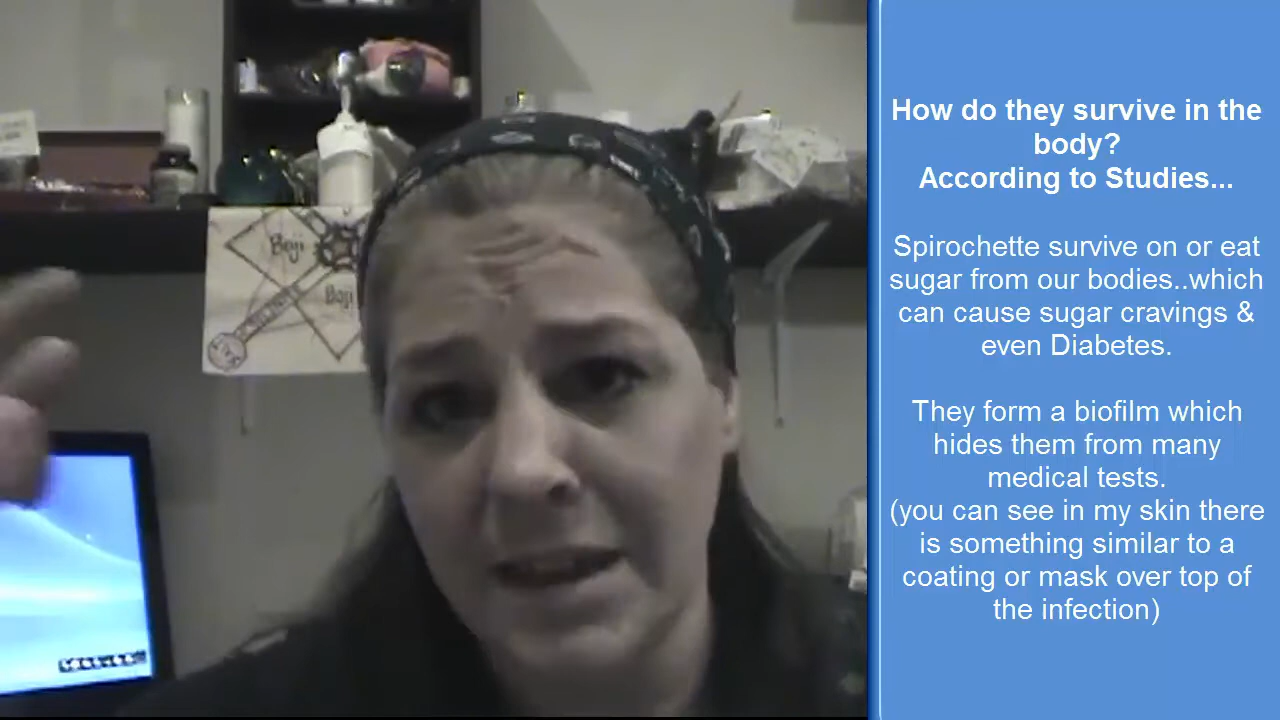 Boji
Boji
How do they survive in the
body?
According to Studies...
Spirochette survive on or eat
sugar from our bodies..which
can cause sugar cravings &
even Diabetes.
They form a biofilm which
hides them from many
medical tests.
(you can see in my skin there
is something similar to a
coating or mask over top of
the infection)